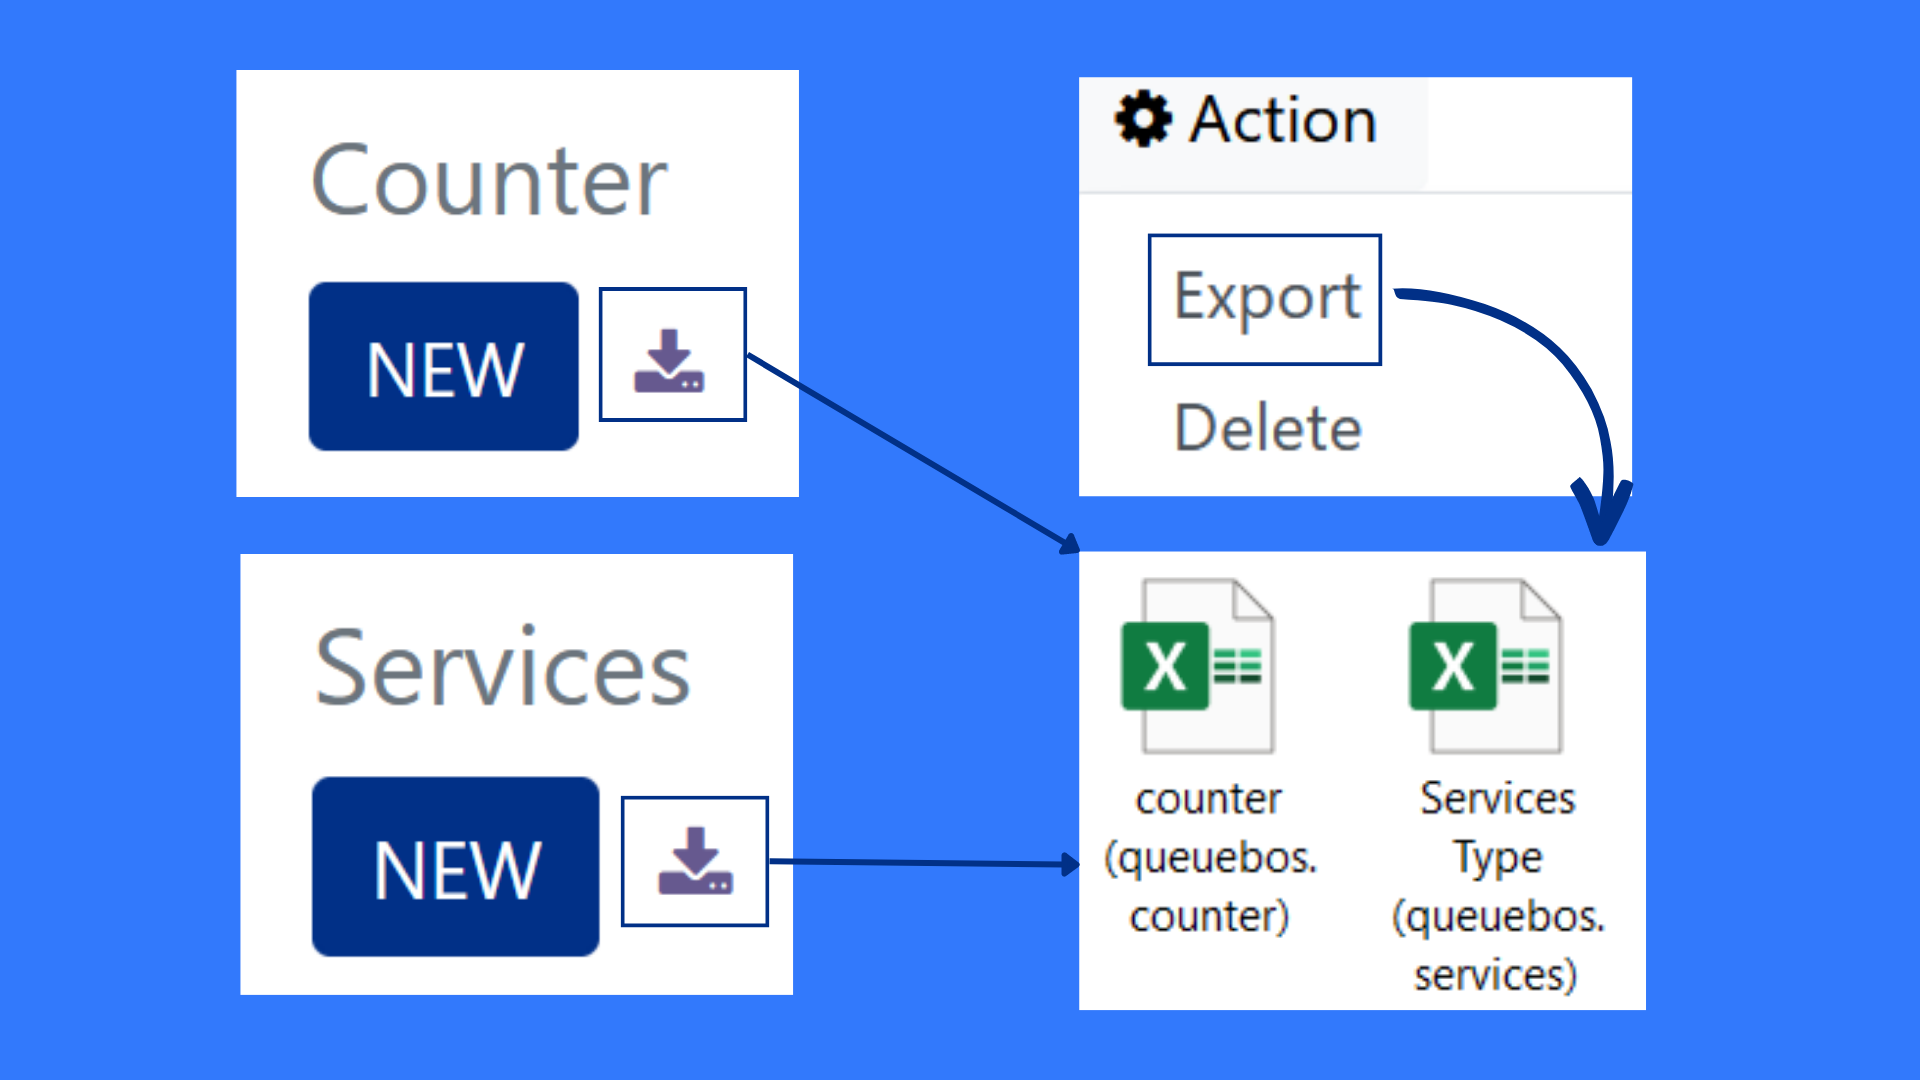 Counter
NEW
Action
Export
Delete
Services
NEW
X
X
counter
(queuebos.
counter)
Services
Type
(queuebos.
services)